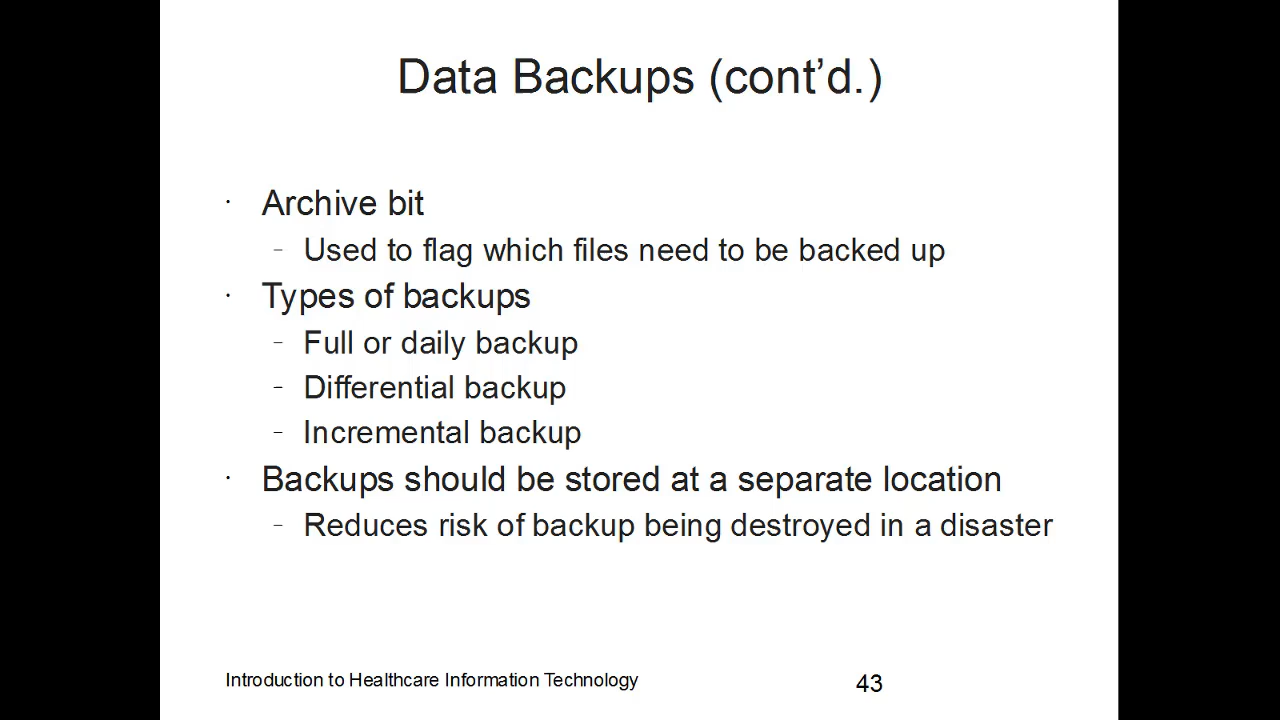 Data Backups (cont’d.)
· Archive bit
– Used to flag which files need to be backed up
· Types of backups
– Full or daily backup
– Differential backup
– Incremental backup
· Backups should be stored at a separate location
– Reduces risk of backup being destroyed in a disaster
Introduction to Healthcare Information Technology
43